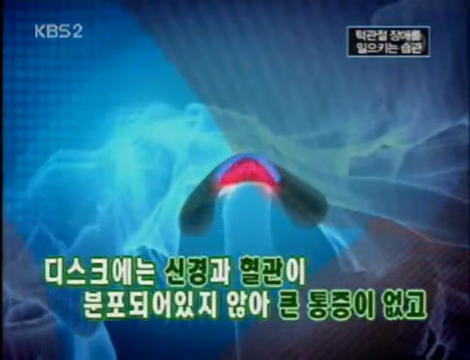 KBS2
턱관절 장애를
일으키는 습관
디스크에는 신경과 혈관이
분포되어있지 않아 큰 통증이 없고